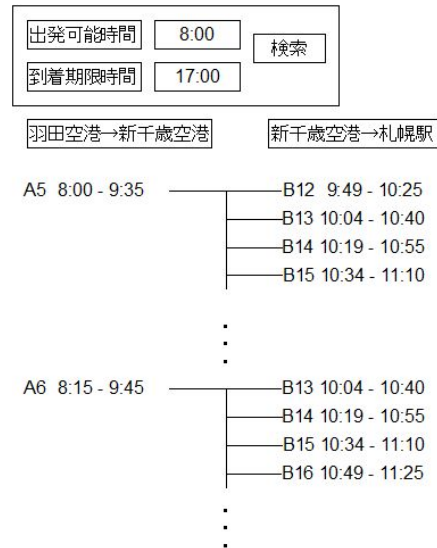 出発可能時間 8:00
検索
到着期限時間 17:00
羽田空港→新千歳空港 新千歳空港→札幌駅
A5 8:00 - 9:35 B12 9:49 - 10:25
B13 10:04 - 10:40
B14 10:19 - 10:55
B15 10:34 - 11:10
A6 8:15 - 9:45 B13 10:04 - 10:40
B14 10:19 - 10:55
B15 10:34 - 11:10
B16 10:49 - 11:25